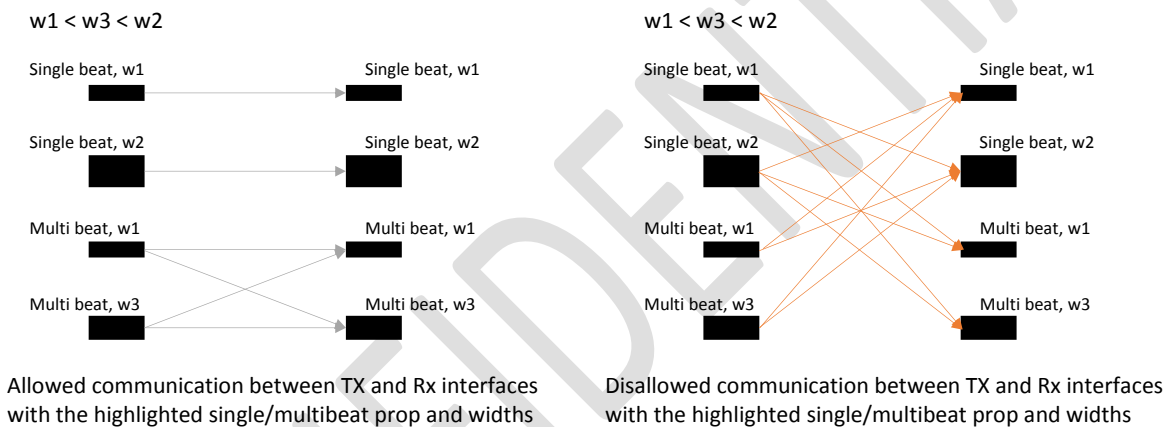 w1 < w3 < w2
Single beat, w1
Single beat, w1
Single beat, w2
Single beat, w2
Multi beat, w1
Multi beat, w1
Multi beat, w3
Multi beat, w3
Allowed communication between TX and Rx interfaces
with the highlighted single/multibeat prop and widths
w1 < w3 < w2
Single beat, w1
Single beat, w1
Single beat, w2
Single beat, w2
Multi beat, w1
Multi beat, w1
Multi beat, w3
Multi beat, w3
Disallowed communication between TX and Rx interfaces
with the highlighted single/multibeat prop and widths